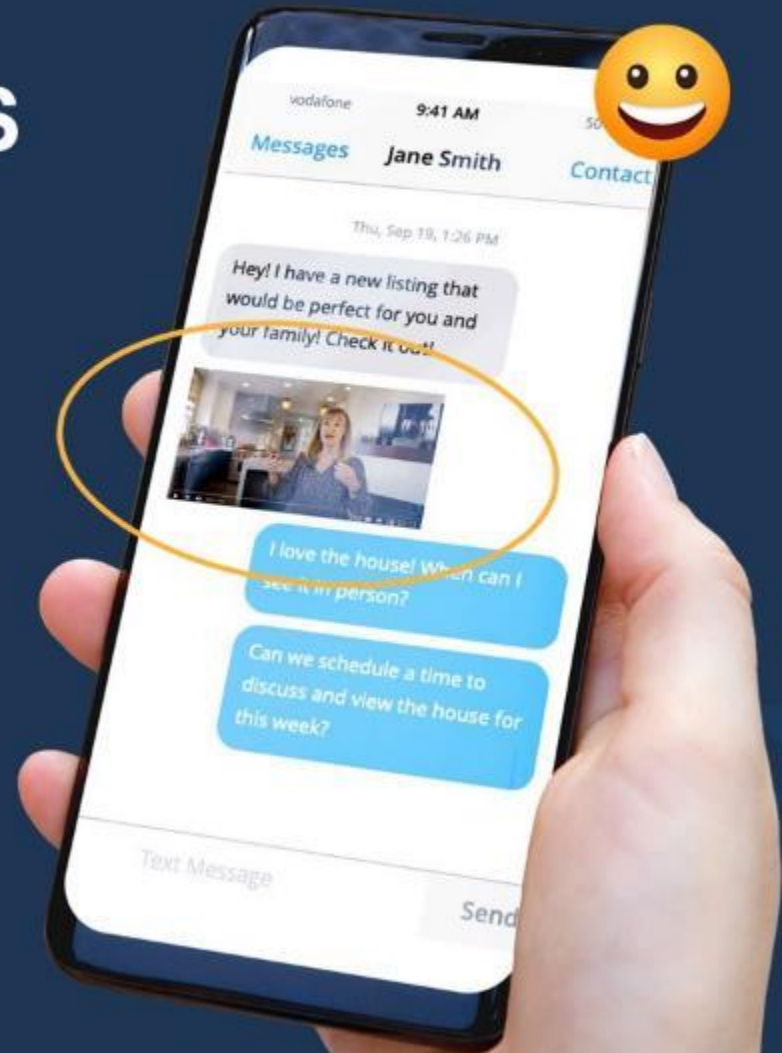 s
vodafone 9:41 AM 50
Messages Jane Smith Contact
Thu, Sep 19, 1:26 PM
Hey! I have a new listing that
would be perfect for you and
your family! Check it out!
I love the house! When can I
see it in person?
Can we schedule a time to
discuss and view the house for
this week?
Text Message
Send